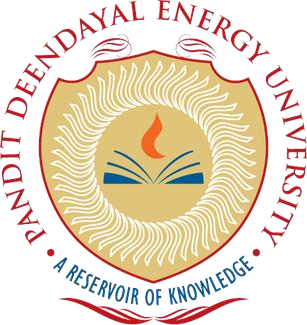 PANDIT DEENDAYAL ENERGY UNIVERSITY
• A RESERVOIR OF KNOWLEDGE •